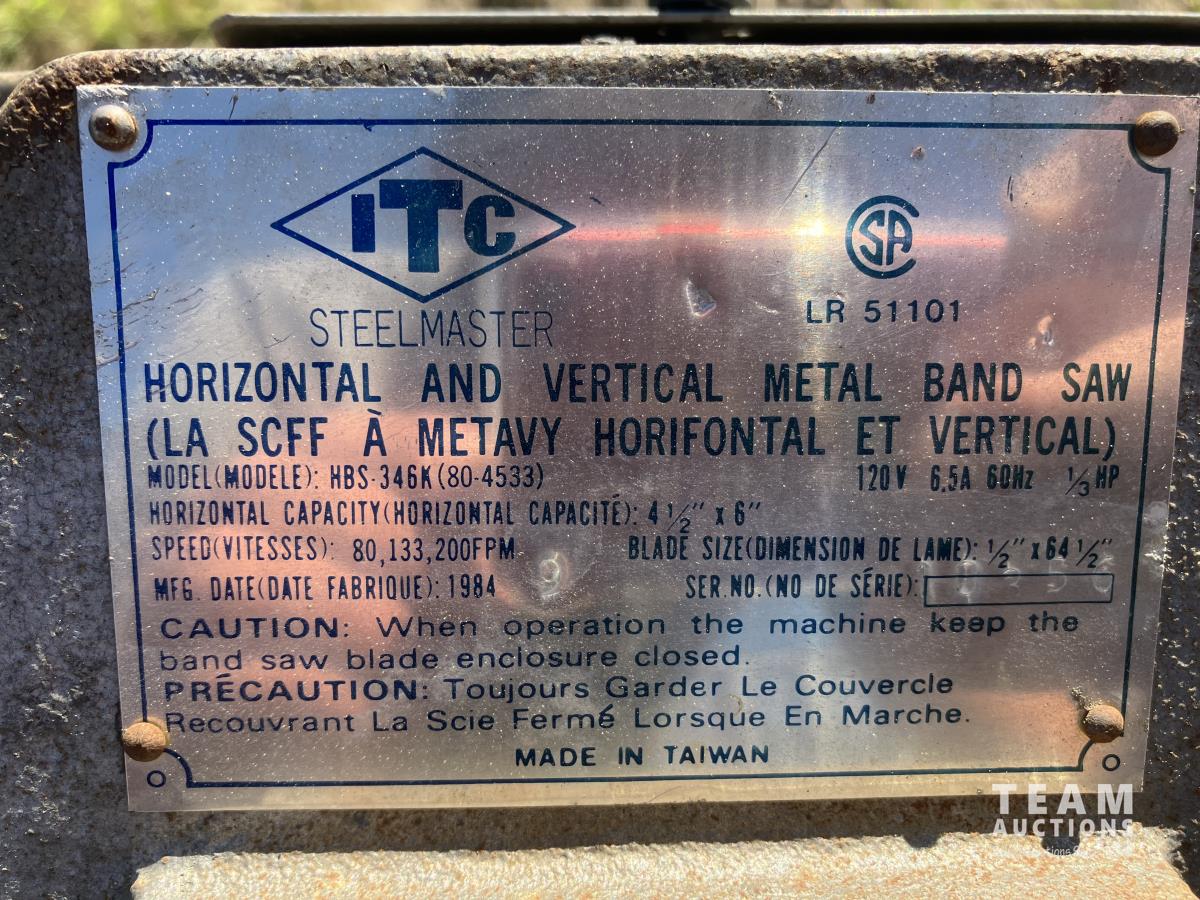 ITC
CSA
STEELMASTER
LR 51101
HORIZONTAL AND VERTICAL METAL BAND SAW
(LA SCFF À METAVY HORIFONTAL ET VERTICAL)
MODEL(MODELE): HBS-346K(80-4533) 120V 6.5A 60Hz 1/3 HP
HORIZONTAL CAPACITY(HORIZONTAL CAPACITÉ): 4 1/2" x 6"
SPEED(VITESSES): 80,133,200FPM BLADE SIZE(DIMENSION DE LAME): 1/2" x 64 1/2"
MFG. DATE(DATE FABRIQUE): 1984 SER.NO.(NO DE SÉRIE):
CAUTION: When operation the machine keep the
band saw blade enclosure closed.
PRÉCAUTION: Toujours Garder Le Couvercle
Recouvrant La Scie Fermé Lorsque En Marche.
MADE IN TAIWAN
TEAM
AUCTIONS